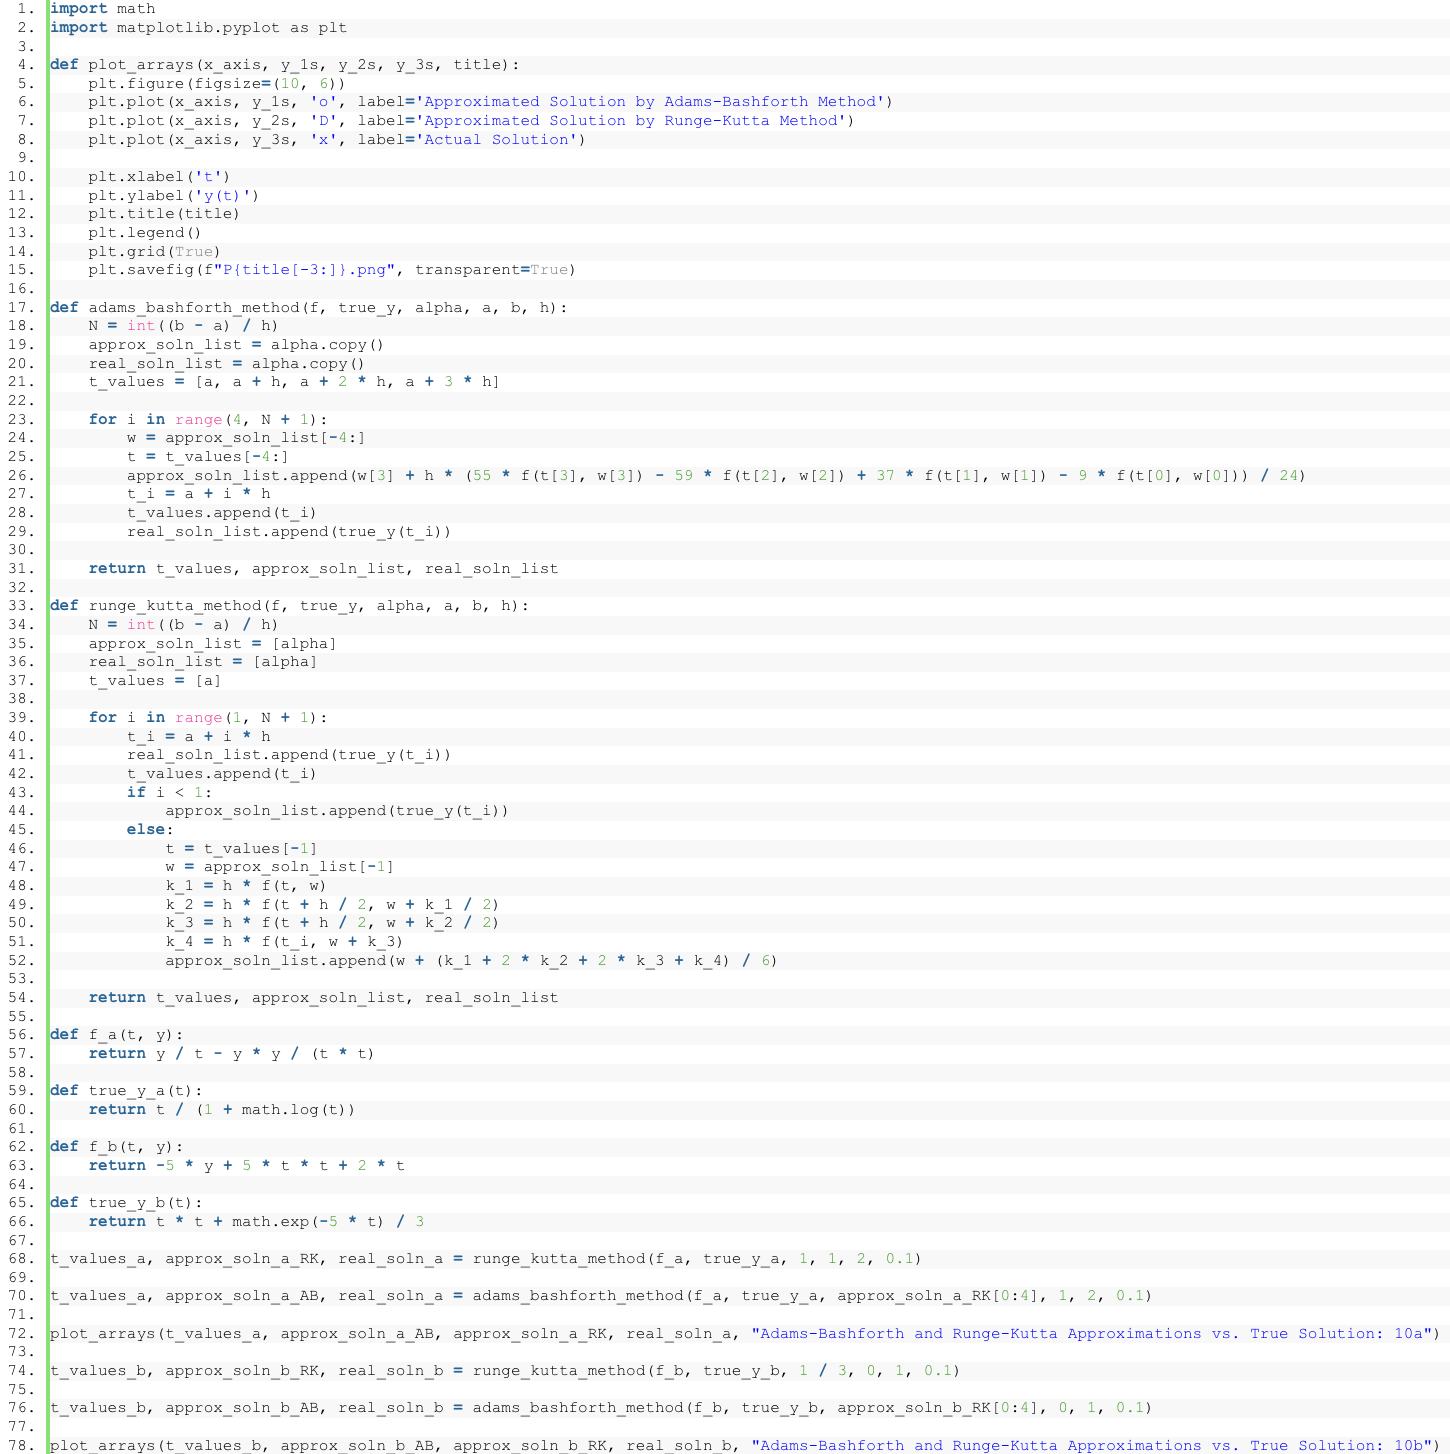 1. import math
2. import matplotlib.pyplot as plt
3.
4. def plot_arrays(x_axis, y_1s, y_2s, y_3s, title):
5.     plt.figure(figsize=(10, 6))
6.     plt.plot(x_axis, y_1s, 'o', label='Approximated Solution by Adams-Bashforth Method')
7.     plt.plot(x_axis, y_2s, 'D', label='Approximated Solution by Runge-Kutta Method')
8.     plt.plot(x_axis, y_3s, 'x', label='Actual Solution')
9.
10.     plt.xlabel('t')
11.     plt.ylabel('y(t)')
12.     plt.title(title)
13.     plt.legend()
14.     plt.grid(True)
15.     plt.savefig(f"P{title[-3:]}.png", transparent=True)
16.
17. def adams_bashforth_method(f, true_y, alpha, a, b, h):
18.     N = int((b - a) / h)
19.     approx_soln_list = alpha.copy()
20.     real_soln_list = alpha.copy()
21.     t_values = [a, a + h, a + 2 * h, a + 3 * h]
22.
23.     for i in range(4, N + 1):
24.         w = approx_soln_list[-4:]
25.         t = t_values[-4:]
26.         approx_soln_list.append(w[3] + h * (55 * f(t[3], w[3]) - 59 * f(t[2], w[2]) + 37 * f(t[1], w[1]) - 9 * f(t[0], w[0])) / 24)
27.         t_i = a + i * h
28.         t_values.append(t_i)
29.         real_soln_list.append(true_y(t_i))
30.
31.     return t_values, approx_soln_list, real_soln_list
32.
33. def runge_kutta_method(f, true_y, alpha, a, b, h):
34.     N = int((b - a) / h)
35.     approx_soln_list = [alpha]
36.     real_soln_list = [alpha]
37.     t_values = [a]
38.
39.     for i in range(1, N + 1):
40.         t_i = a + i * h
41.         real_soln_list.append(true_y(t_i))
42.         t_values.append(t_i)
43.         if i < 1:
44.             approx_soln_list.append(true_y(t_i))
45.         else:
46.             t = t_values[-1]
47.             w = approx_soln_list[-1]
48.             k_1 = h * f(t, w)
49.             k_2 = h * f(t + h / 2, w + k_1 / 2)
50.             k_3 = h * f(t + h / 2, w + k_2 / 2)
51.             k_4 = h * f(t_i, w + k_3)
52.             approx_soln_list.append(w + (k_1 + 2 * k_2 + 2 * k_3 + k_4) / 6)
53.
54.     return t_values, approx_soln_list, real_soln_list
55.
56. def f_a(t, y):
57.     return y / t - y * y / (t * t)
58.
59. def true_y_a(t):
60.     return t / (1 + math.log(t))
61.
62. def f_b(t, y):
63.     return -5 * y + 5 * t * t + 2 * t
64.
65. def true_y_b(t):
66.     return t * t + math.exp(-5 * t) / 3
67.
68. t_values_a, approx_soln_a_RK, real_soln_a = runge_kutta_method(f_a, true_y_a, 1, 1, 2, 0.1)
69.
70. t_values_a, approx_soln_a_AB, real_soln_a = adams_bashforth_method(f_a, true_y_a, approx_soln_a_RK[0:4], 1, 2, 0.1)
71.
72. plot_arrays(t_values_a, approx_soln_a_AB, approx_soln_a_RK, real_soln_a, "Adams-Bashforth and Runge-Kutta Approximations vs. True Solution: 10a")
73.
74. t_values_b, approx_soln_b_RK, real_soln_b = runge_kutta_method(f_b, true_y_b, 1 / 3, 0, 1, 0.1)
75.
76. t_values_b, approx_soln_b_AB, real_soln_b = adams_bashforth_method(f_b, true_y_b, approx_soln_b_RK[0:4], 0, 1, 0.1)
77.
78. plot_arrays(t_values_b, approx_soln_b_AB, approx_soln_b_RK, real_soln_b, "Adams-Bashforth and Runge-Kutta Approximations vs. True Solution: 10b")